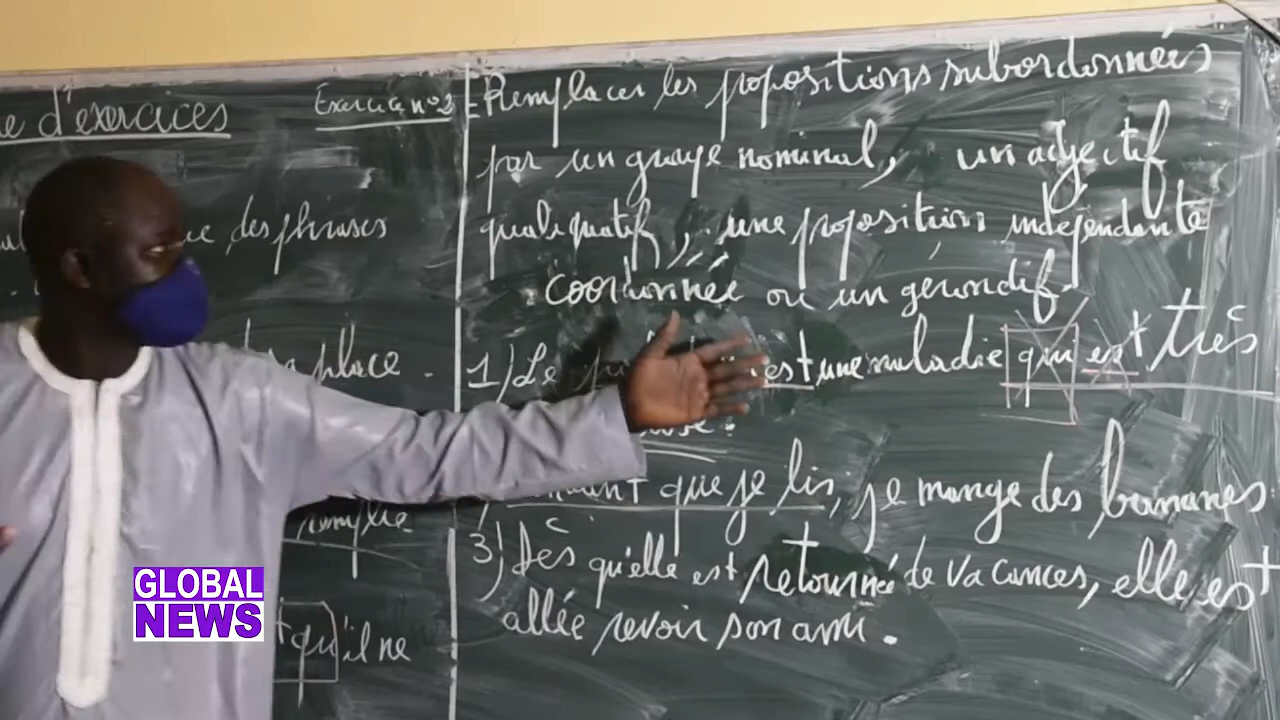 e d'exercices
des phrases
place.
remplie
qu'il ne
Exercice n°2 = Remplacer les propositions subordonnées
par un groupe nominal, un adjectif
qualificatif, une proposition indépendante
coordonnée ou un gérondif.
1) Le est une maladie qui est très
que je lis, je mange des bananes.
3) Dès qu'elle est retournée de vacances, elle est
allée revoir son ami.
GLOBAL
NEWS